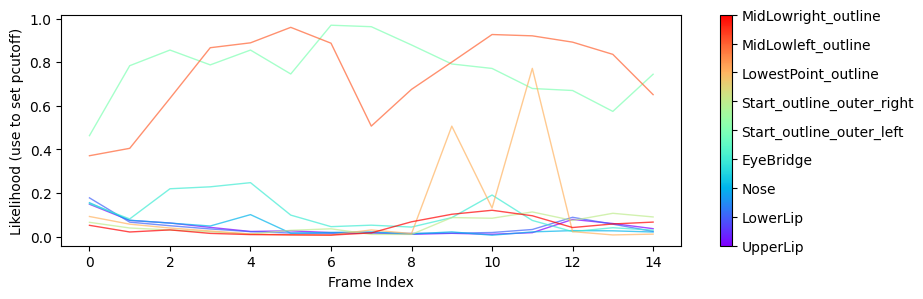 Likelihood (use to set pcutoff)
1.0
0.8
0.6
0.4
0.2
0.0
0 2 4 6 8 10 12 14
Frame Index
MidLowright_outline
MidLowleft_outline
LowestPoint_outline
Start_outline_outer_right
Start_outline_outer_left
EyeBridge
Nose
LowerLip
UpperLip